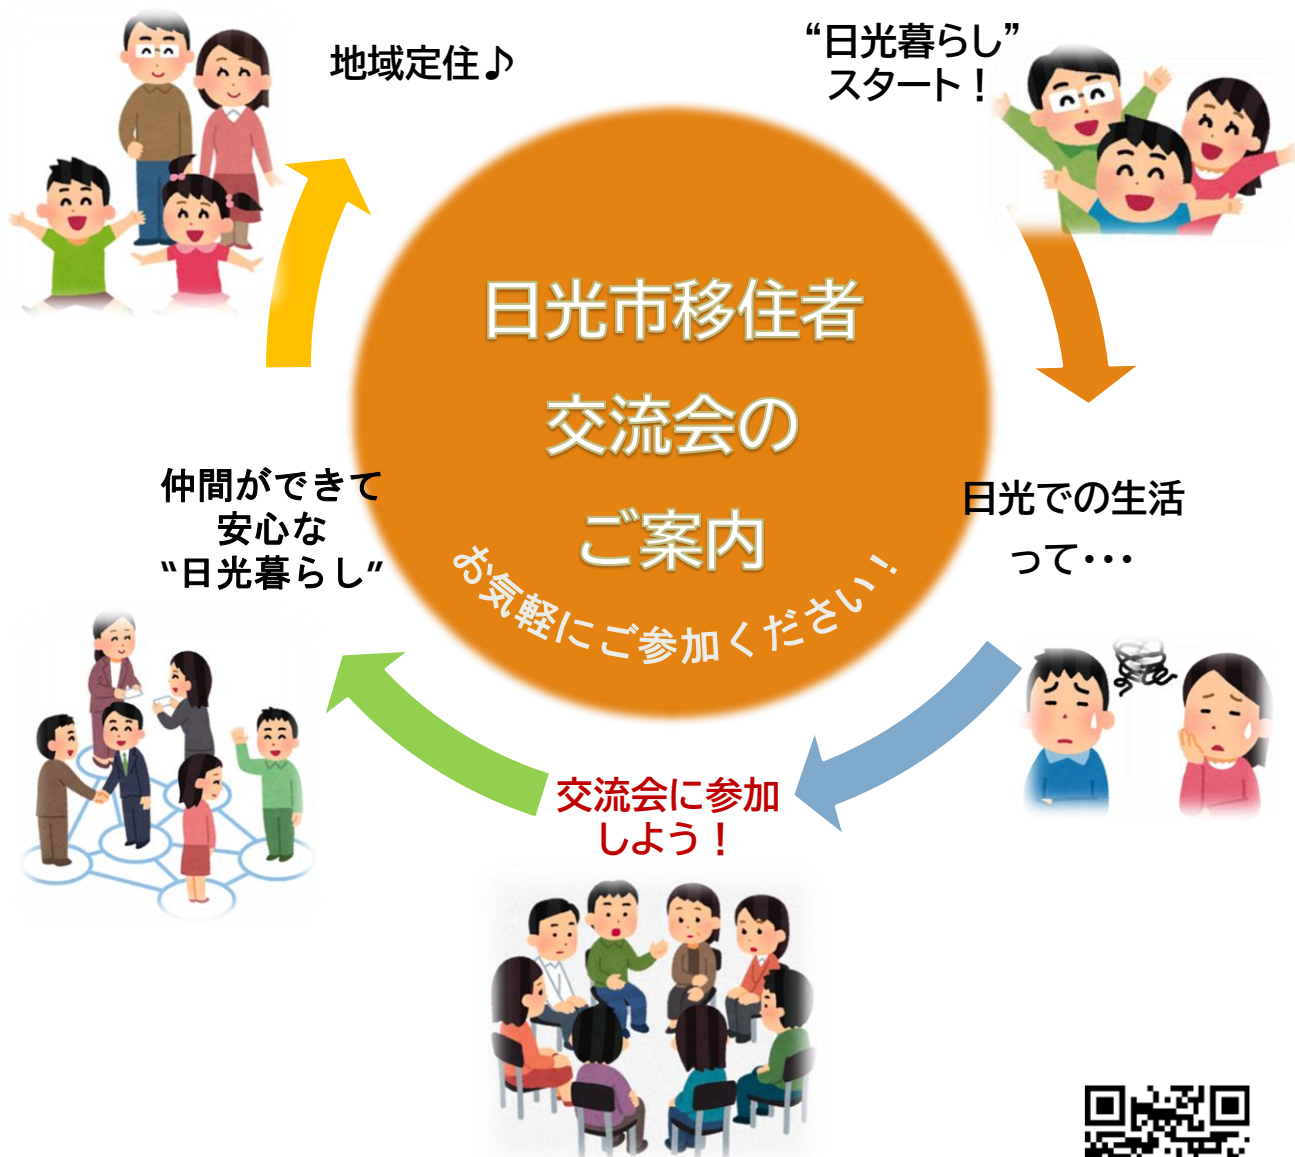 地域定住♪
“日光暮らし”
スタート！
日光市移住者
交流会の
ご案内
お気軽にご参加ください！
日光での生活
って・・・
交流会に参加
しよう！
仲間ができて
安心な
“日光暮らし”